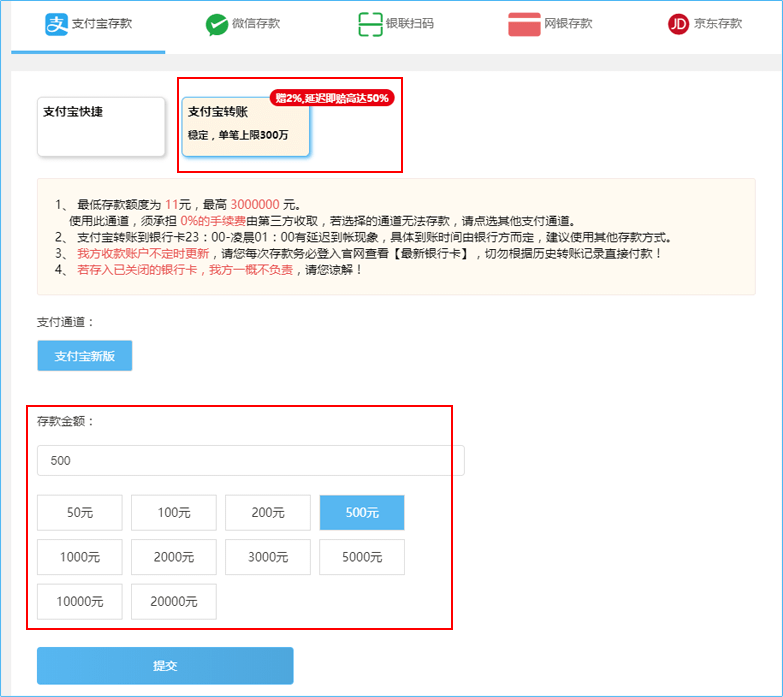 支付宝存款
微信存款
银联扫码
网银存款
JD 京东存款
支付宝快捷
赠2%,延迟即赔高达50%
支付宝转账
稳定，单笔上限300万
1、 最低存款额度为 11元，最高 3000000 元。
使用此通道，须承担 0%的手续费由第三方收取，若选择的通道无法存款，请点选其他支付通道。
2、 支付宝转账到银行卡23：00-凌晨01：00有延迟到帐现象，具体到账时间由银行方而定，建议使用其他存款方式。
3、 我方收款账户不定时更新，请您每次存款务必登入官网查看【最新银行卡】，切勿根据历史转账记录直接付款！
4、 若存入已关闭的银行卡，我方一概不负责，请您谅解！
支付通道：
支付宝新版
存款金额：
500
50元
100元
200元
500元
1000元
2000元
3000元
5000元
10000元
20000元
提交